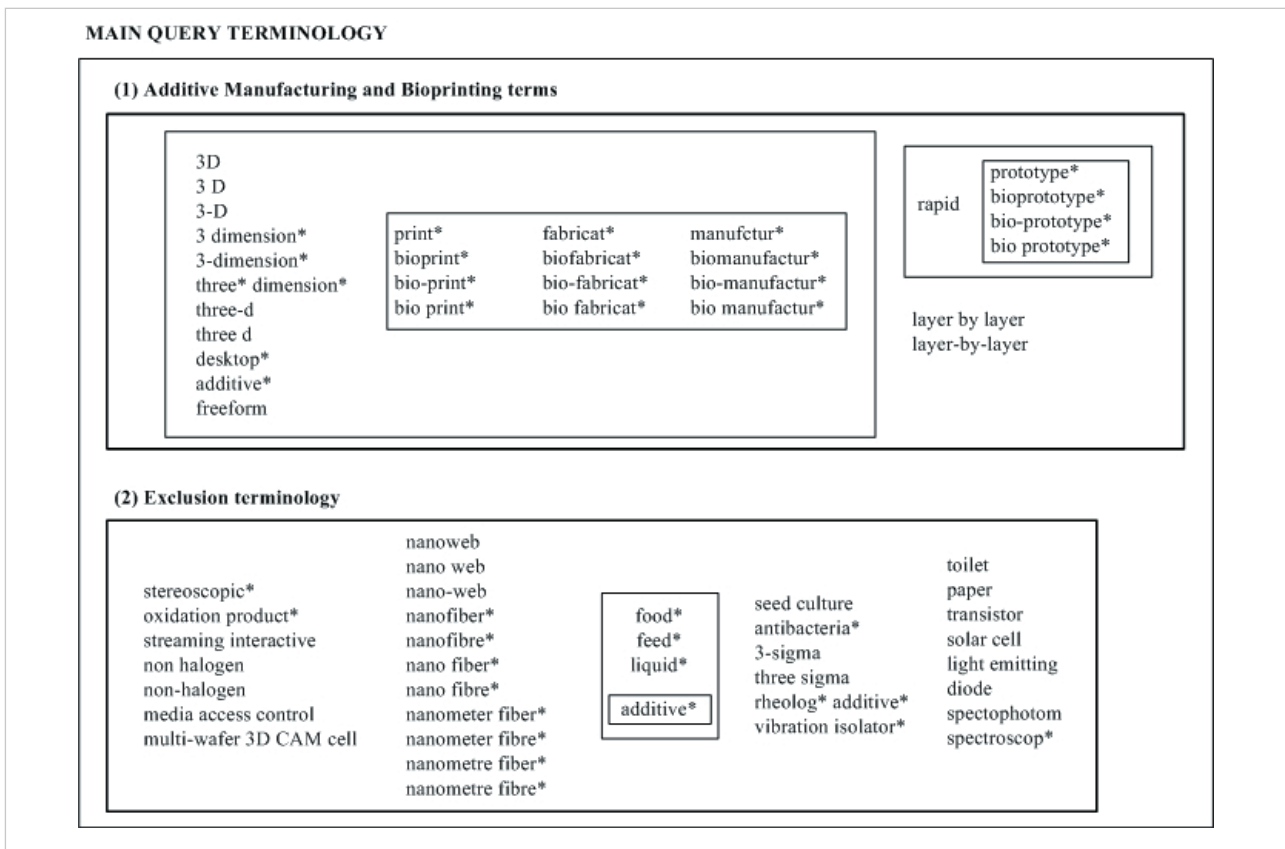 MAIN QUERY TERMINOLOGY
(1) Additive Manufacturing and Bioprinting terms
3D
3 D
3-D
3 dimension*
3-dimension*
three* dimension*
three-d
three d
desktop*
additive*
freeform
print*
bioprint*
bio-print*
bio print*
fabricat*
biofabricat*
bio-fabricat*
bio fabricat*
manufctur*
biomanufactur*
bio-manufactur*
bio manufactur*
rapid
prototype*
bioprototype*
bio-prototype*
bio prototype*
layer by layer
layer-by-layer
(2) Exclusion terminology
stereoscopic*
oxidation product*
streaming interactive
non halogen
non-halogen
media access control
multi-wafer 3D CAM cell
nanoweb
nano web
nano-web
nanofiber*
nanofibre*
nano fiber*
nano fibre*
nanometer fiber*
nanometer fibre*
nanometre fiber*
nanometre fibre*
food*
feed*
liquid*
additive*
seed culture
antibacteria*
3-sigma
three sigma
rheolog* additive*
vibration isolator*
toilet
paper
transistor
solar cell
light emitting
diode
spectophotom
spectroscop*